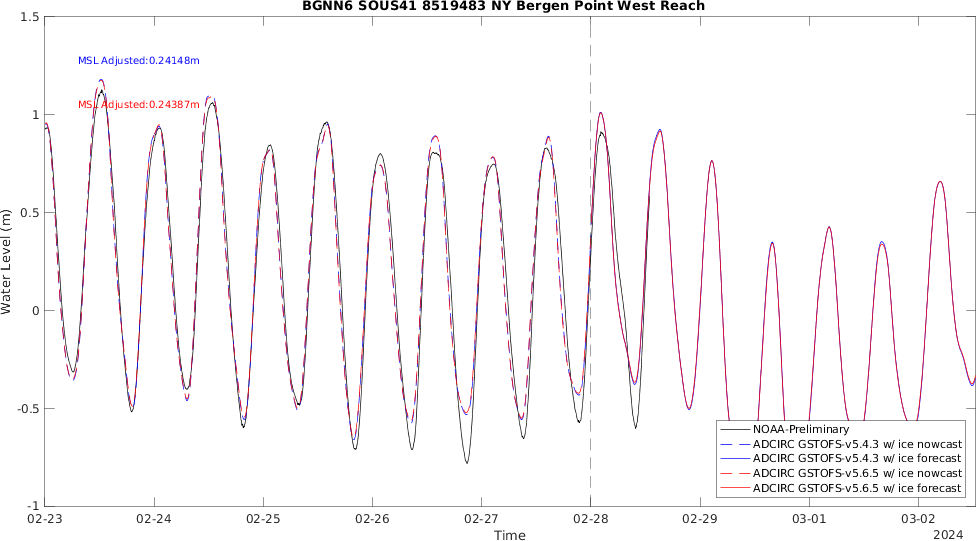 BGNN6 SOUS41 8519483 NY Bergen Point West Reach
1.5
MSL Adjusted:0.24148m
MSL Adjusted:0.24387m
1
0.5
0
-0.5
-1
Water Level (m)
NOAA-Preliminary
ADCIRC GSTOFS-v5.4.3 w/ ice nowcast
ADCIRC GSTOFS-v5.4.3 w/ ice forecast
ADCIRC GSTOFS-v5.6.5 w/ ice nowcast
ADCIRC GSTOFS-v5.6.5 w/ ice forecast
02-23 02-24 02-25 02-26 02-27 02-28 02-29 03-01 03-02
Time
2024